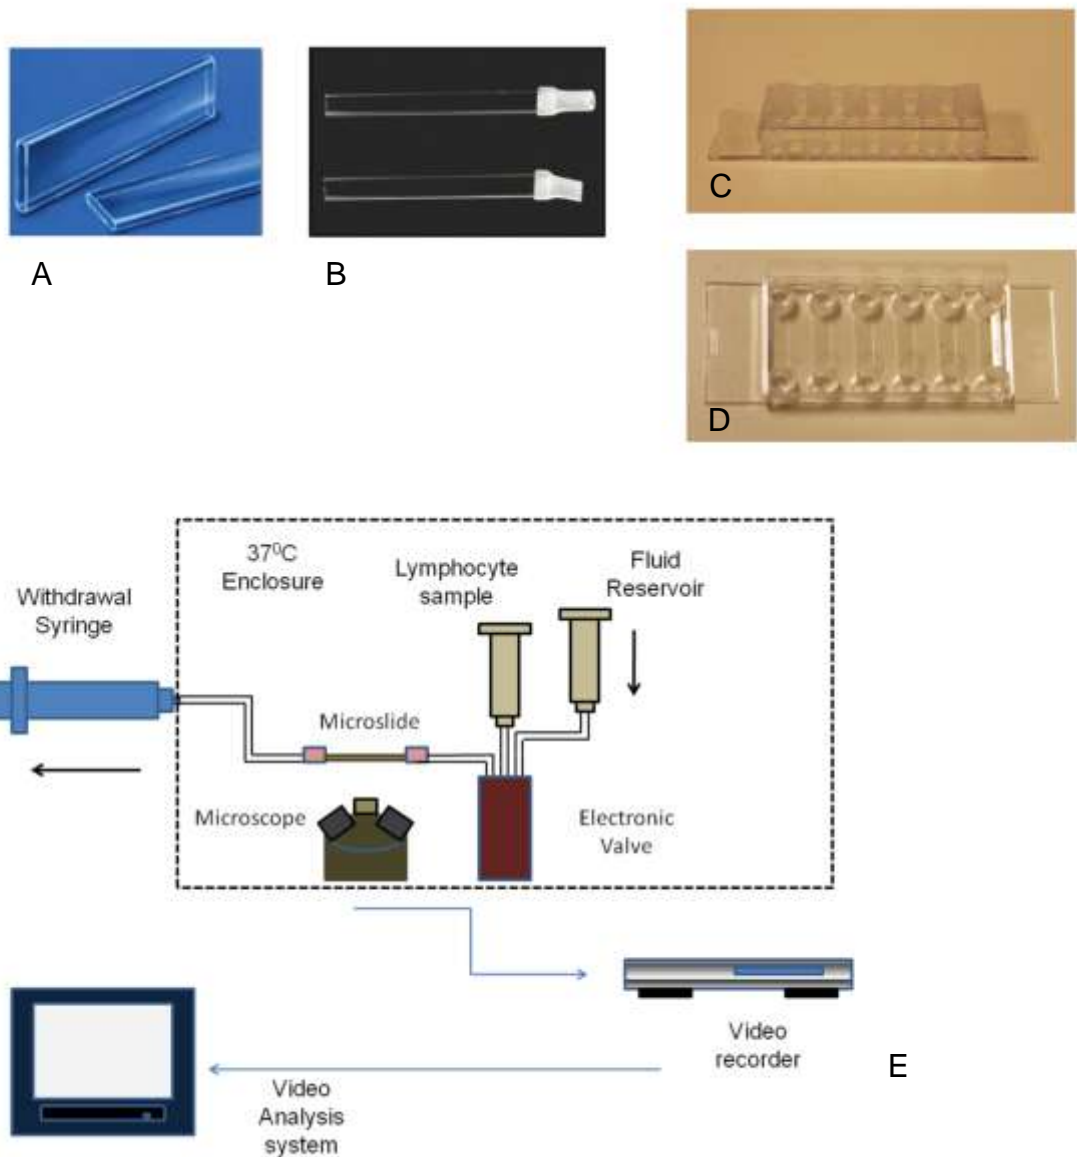 A
B
C
D
37⁰C
Enclosure
Lymphocyte
sample
Fluid
Reservoir
Withdrawal
Syringe
Microslide
Microscope
Electronic
Valve
Video
recorder
E
Video
Analysis
system